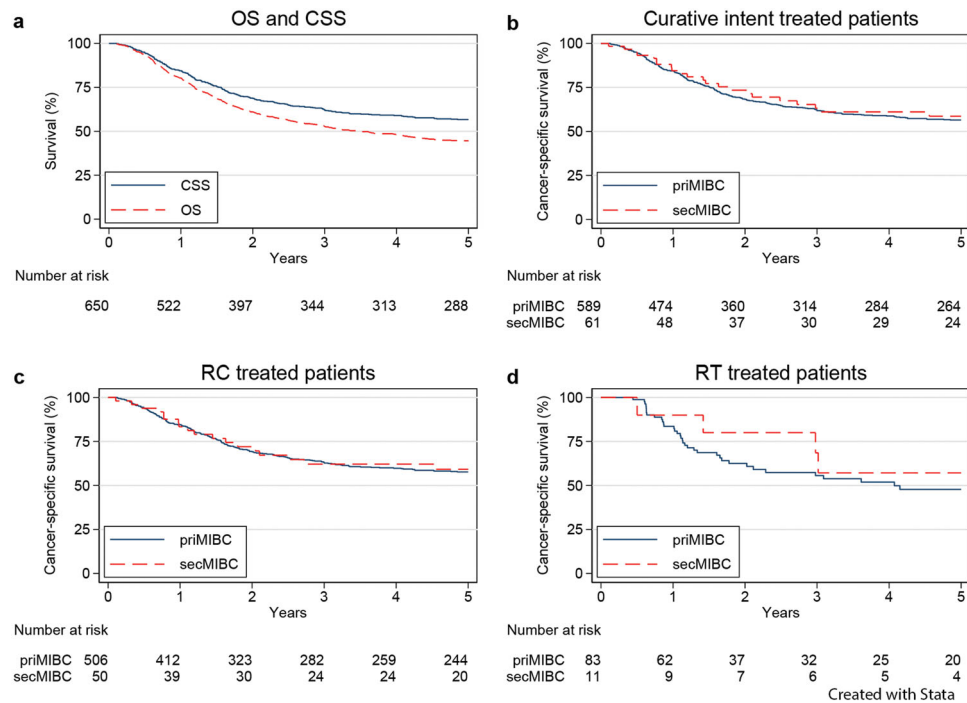 a
OS and CSS
Survival (%)
100
75
50
25
0
CSS
OS
0 1 2 3 4 5
Years
Number at risk
650 522 397 344 313 288
b
Curative intent treated patients
Cancer-specific survival (%)
100
75
50
25
0
priMIBC
secMIBC
0 1 2 3 4 5
Years
Number at risk
priMIBC 589 474 360 314 284 264
secMIBC 61 48 37 30 29 24
c
RC treated patients
Cancer-specific survival (%)
100
75
50
25
0
priMIBC
secMIBC
0 1 2 3 4 5
Years
Number at risk
priMIBC 506 412 323 282 259 244
secMIBC 50 39 30 24 24 20
d
RT treated patients
Cancer-specific survival (%)
100
75
50
25
0
priMIBC
secMIBC
0 1 2 3 4 5
Years
Number at risk
priMIBC 83 62 37 32 25 20
secMIBC 11 9 7 6 5 4
Created with Stata